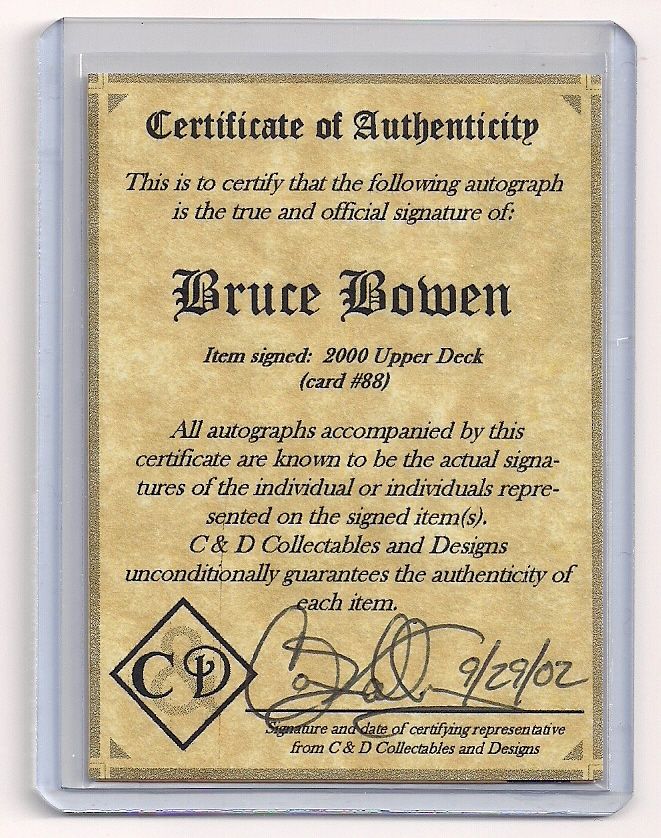 Certificate of Authenticity
This is to certify that the following autograph
is the true and official signature of:
Bruce Bowen
Item signed: 2000 Upper Deck
(card #88)
All autographs accompanied by this
certificate are known to be the actual signa-
tures of the individual or individuals repre-
sented on the signed item(s).
C & D Collectables and Designs
unconditionally guarantees the authenticity of
each item.
C & D
9/29/02
Signature and date of certifying representative
from C & D Collectables and Designs